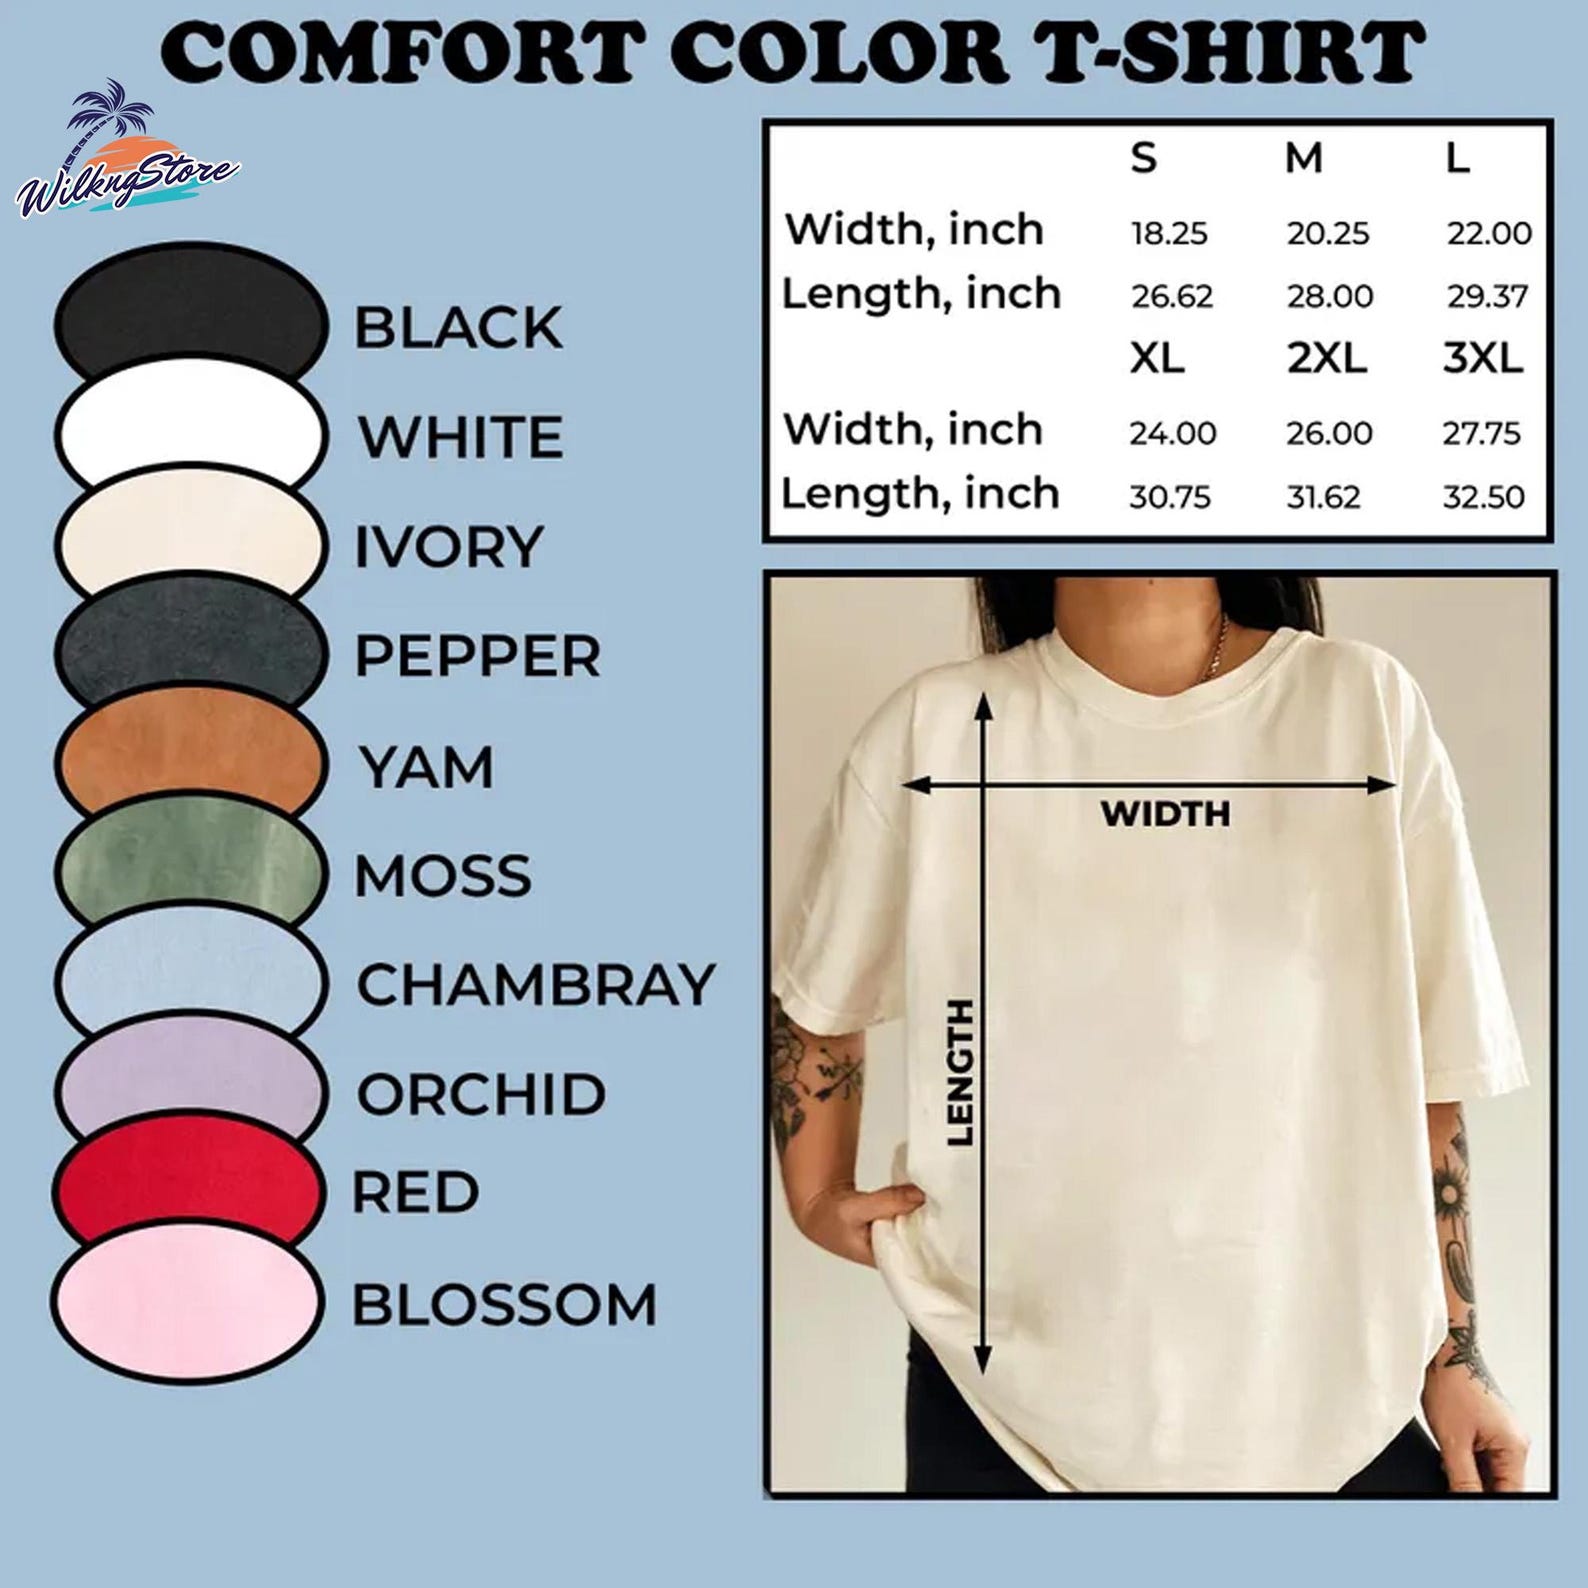 COMFORT COLOR T-SHIRT
WilkngStore
BLACK
WHITE
IVORY
PEPPER
YAM
MOSS
CHAMBRAY
ORCHID
RED
BLOSSOM
S M L
Width, inch 18.25 20.25 22.00
Length, inch 26.62 28.00 29.37
XL 2XL 3XL
Width, inch 24.00 26.00 27.75
Length, inch 30.75 31.62 32.50
WIDTH
LENGTH